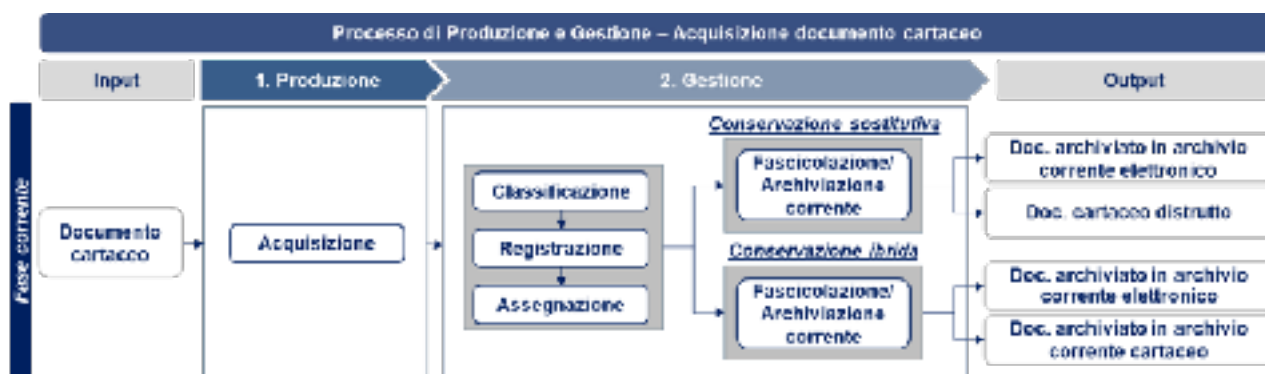 Processo di Produzione e Gestione – Acquisizione documento cartaceo
Input
1. Produzione
2. Gestione
Output
Fase corrente
Documento
cartaceo
Acquisizione
Classificazione
Registrazione
Assegnazione
Conservazione sostitutiva
Fascicolazione/
Archiviazione
corrente
Conservazione ibrida
Fascicolazione/
Archiviazione
corrente
Doc. archiviato in archivio
corrente elettronico
Doc. cartaceo distrutto
Doc. archiviato in archivio
corrente elettronico
Doc. archiviato in archivio
corrente cartaceo